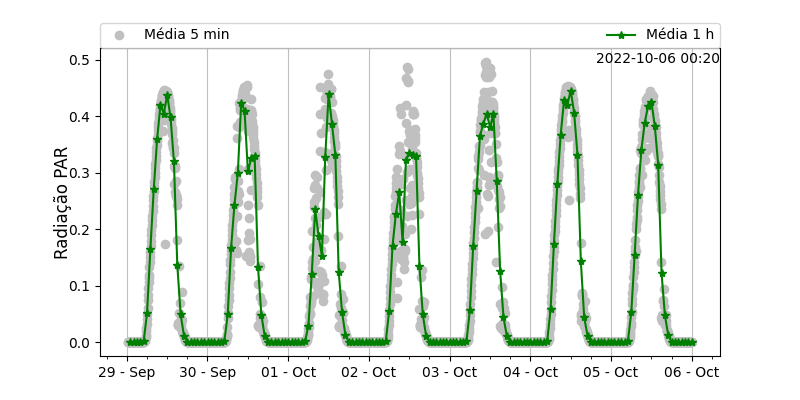 Média 5 min
Média 1 h
2022-10-06 00:20
Radiação PAR
0.5
0.4
0.3
0.2
0.1
0.0
29 - Sep 30 - Sep 01 - Oct 02 - Oct 03 - Oct 04 - Oct 05 - Oct 06 - Oct